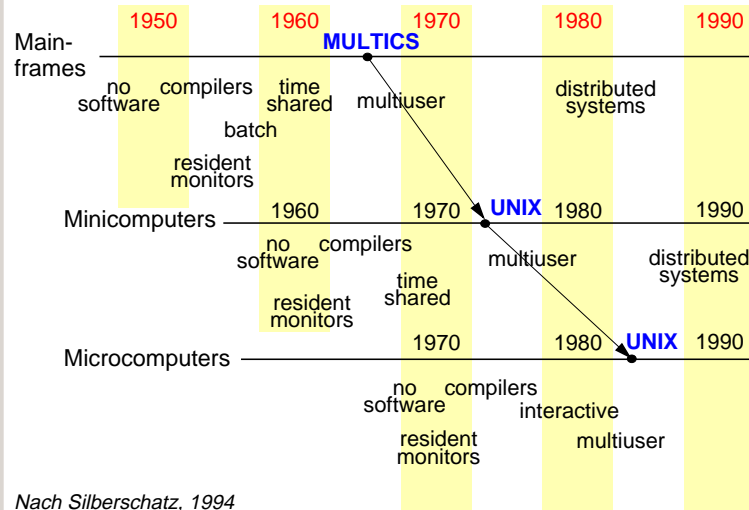 1950 1960 1970 1980 1990
Main-
frames
MULTICS
no
software
compilers
time
shared
multiuser
distributed
systems
batch
resident
monitors
Minicomputers
1960 1970 UNIX 1980 1990
no
software
compilers
multiuser
distributed
systems
time
shared
resident
monitors
Microcomputers
1970 1980 UNIX 1990
no
software
compilers
interactive
resident
monitors
multiuser
Nach Silberschatz, 1994